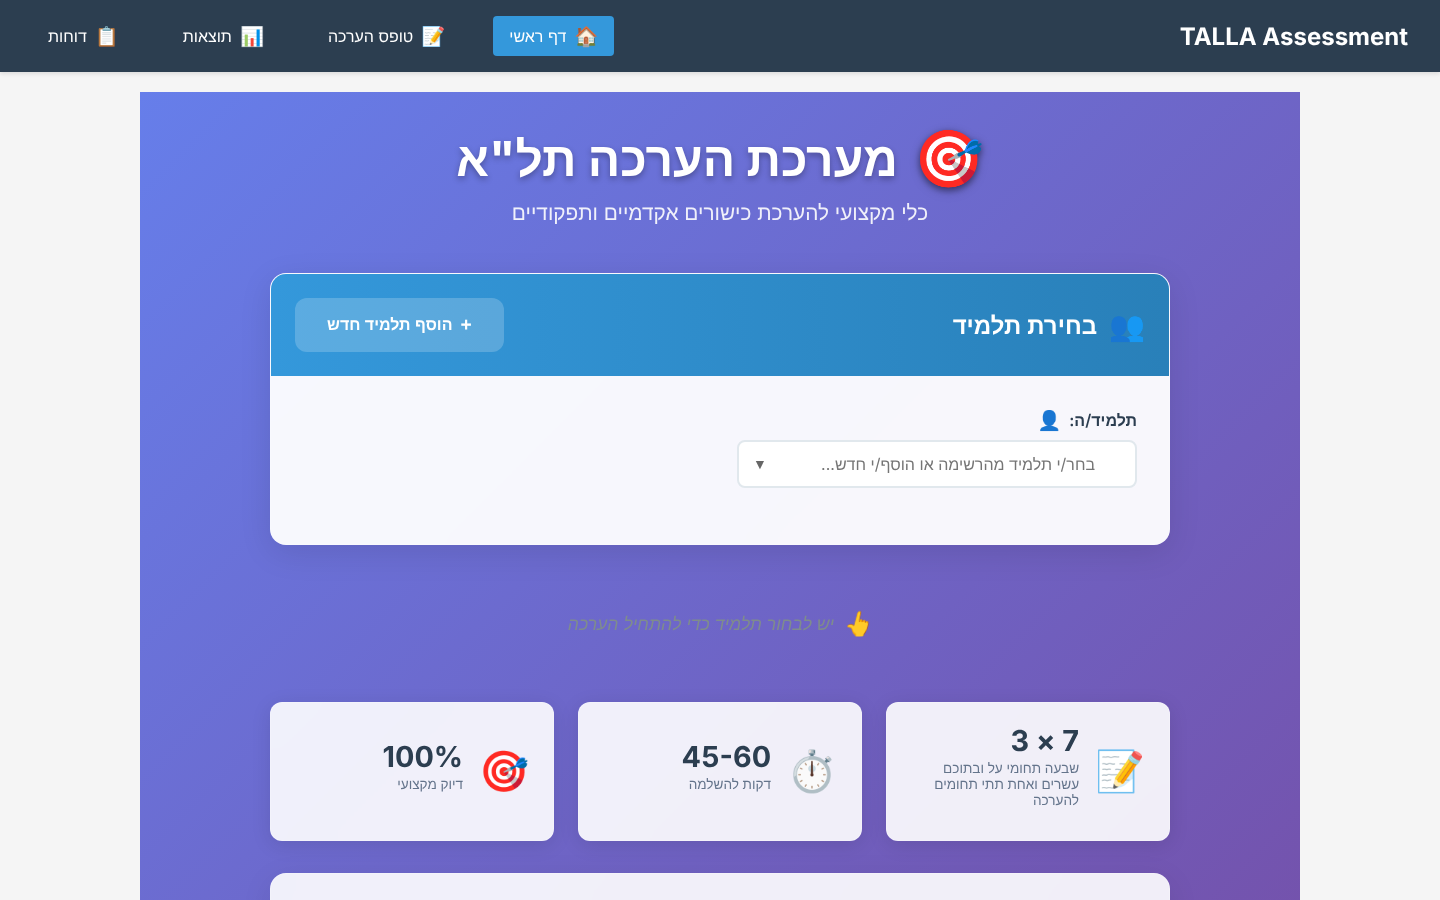 TALLA Assessment
דף ראשי
טופס הערכה
תוצאות
דוחות
מערכת הערכה תל"א
כלי מקצועי להערכת כישורים אקדמיים ותפקודיים
בחירת תלמיד
+ הוסף תלמיד חדש
תלמיד/ה:
בחר/י תלמיד מהרשימה או הוסף/י חדש...
יש לבחור תלמיד כדי להתחיל הערכה
7 × 3
שבעה תחומי על ובתוכם
עשרים ואחת תתי תחומים
להערכה
45-60
דקות להשלמה
100%
דיוק מקצועי